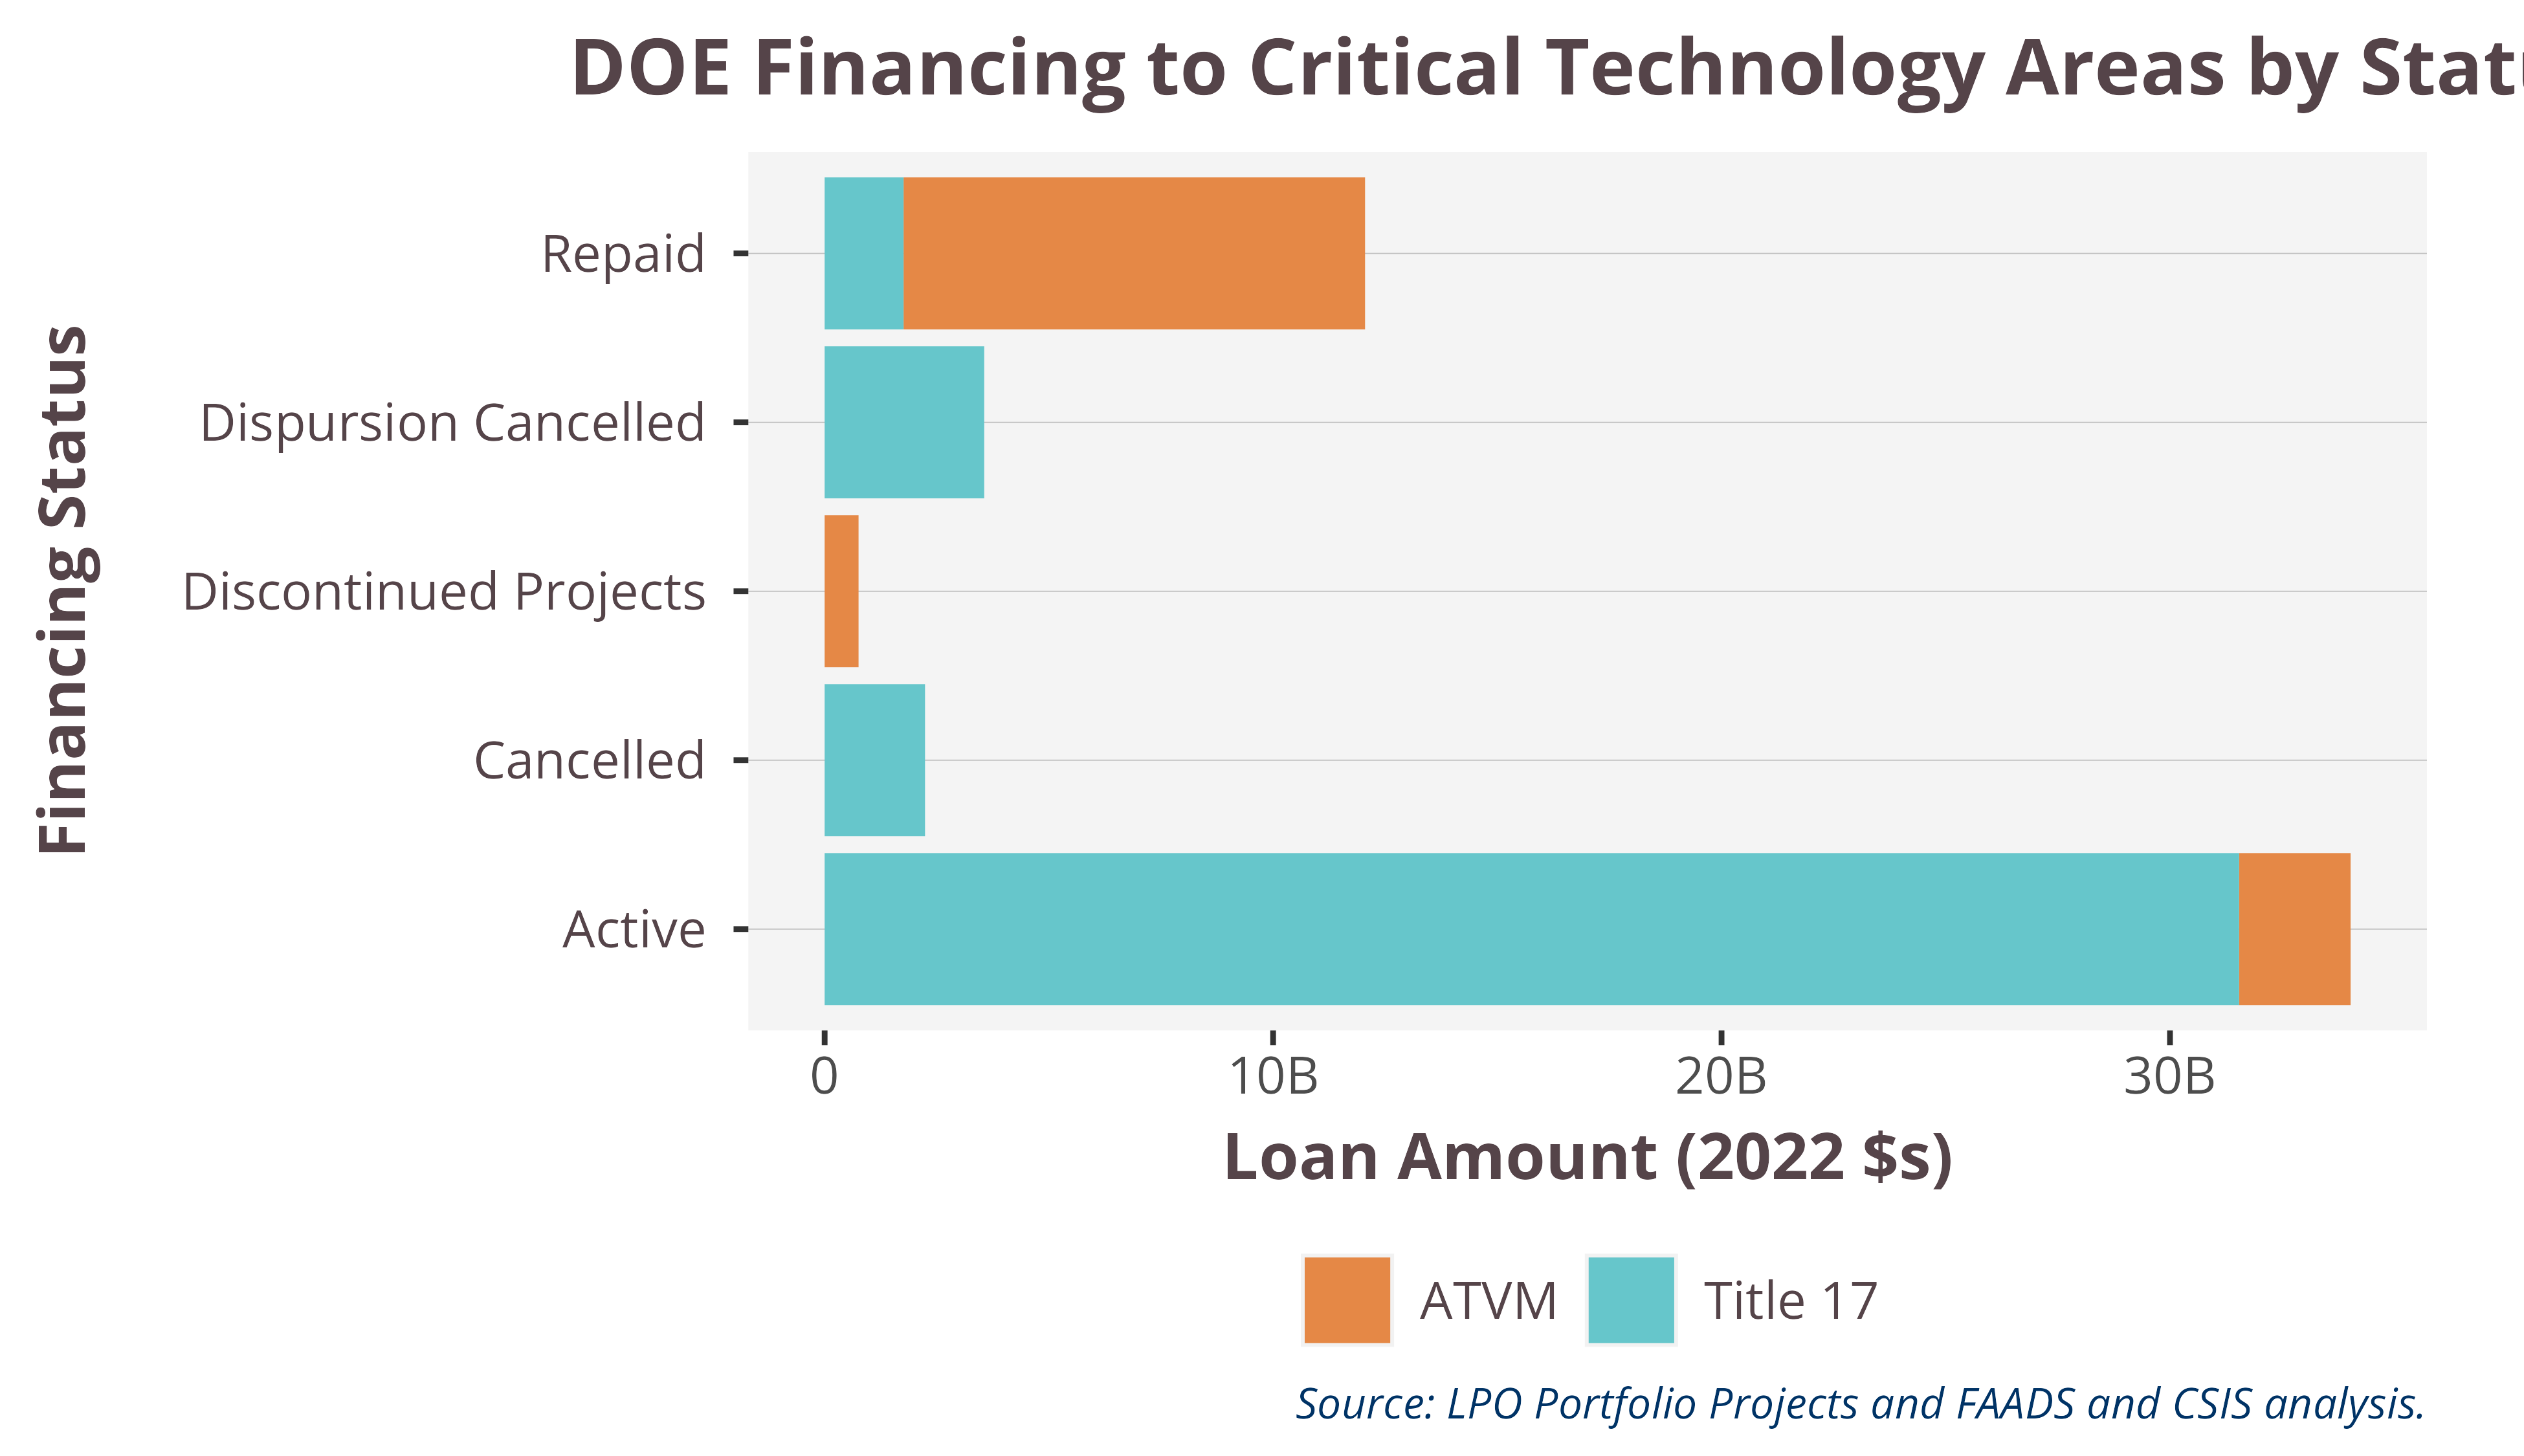 DOE Financing to Critical Technology Areas by
Financing Status
Repaid
Dispursion Cancelled
Discontinued Projects
Cancelled
Active
0 10B 20B 30B
Loan Amount (2022 $s)
ATVM Title 17
Source: LPO Portfolio Projects and FAADS and CSIS analysis.